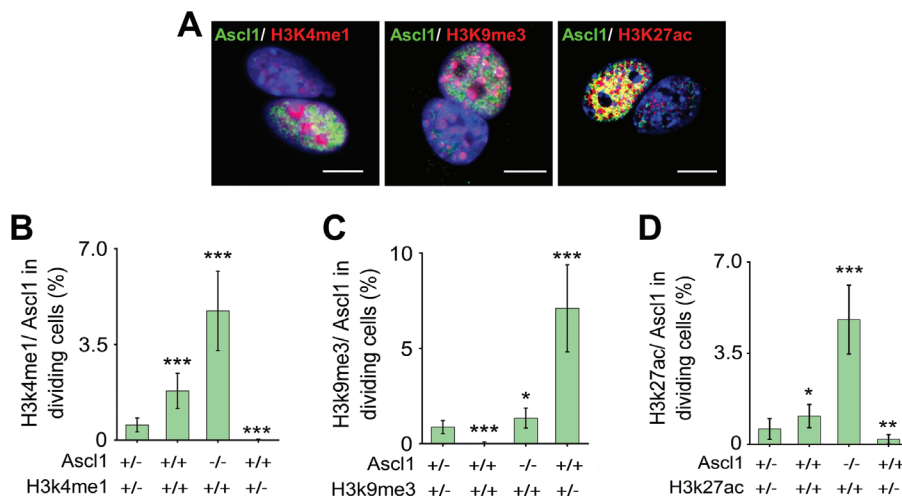 A
Ascl1/ H3K4me1
Ascl1/ H3K9me3
Ascl1/ H3K27ac
B
H3k4me1/ Ascl1 in
dividing cells (%)
7.0
3.5
0
***
***
***
Ascl1 +/- +/+ -/- +/+
H3k4me1 +/- +/+ +/+ +/-
C
H3k9me3/ Ascl1 in
dividing cells (%)
10
5
0
***
*
***
Ascl1 +/- +/+ -/- +/+
H3k9me3 +/- +/+ +/+ +/-
D
H3k27ac/ Ascl1 in
dividing cells (%)
7.0
3.5
0
*
***
**
Ascl1 +/- +/+ -/- +/+
H3k27ac +/- +/+ +/+ +/-